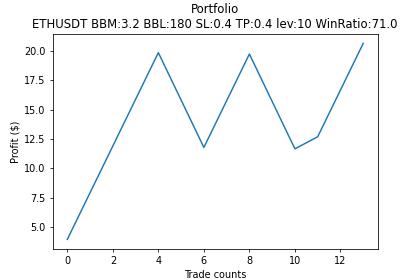 Portfolio
ETHUSDT BBM:3.2 BBL:180 SL:0.4 TP:0.4 lev:10 WinRatio:71.0
20.0
17.5
15.0
12.5
10.0
7.5
5.0
Profit ($)
0 2 4 6 8 10 12
Trade counts